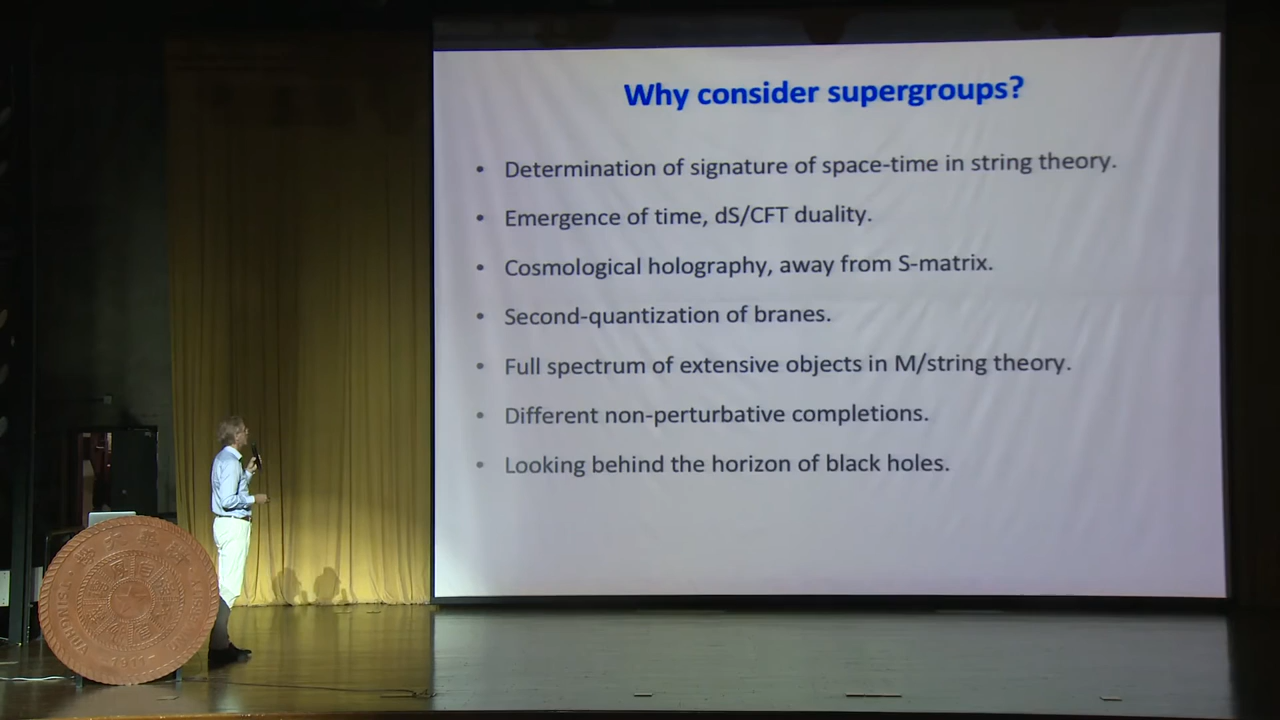 Why consider supergroups?
• Determination of signature of space-time in string theory.
• Emergence of time, dS/CFT duality.
• Cosmological holography, away from S-matrix.
• Second-quantization of branes.
• Full spectrum of extensive objects in M/string theory.
• Different non-perturbative completions.
• Looking behind the horizon of black holes.
TSINGHUA
1911